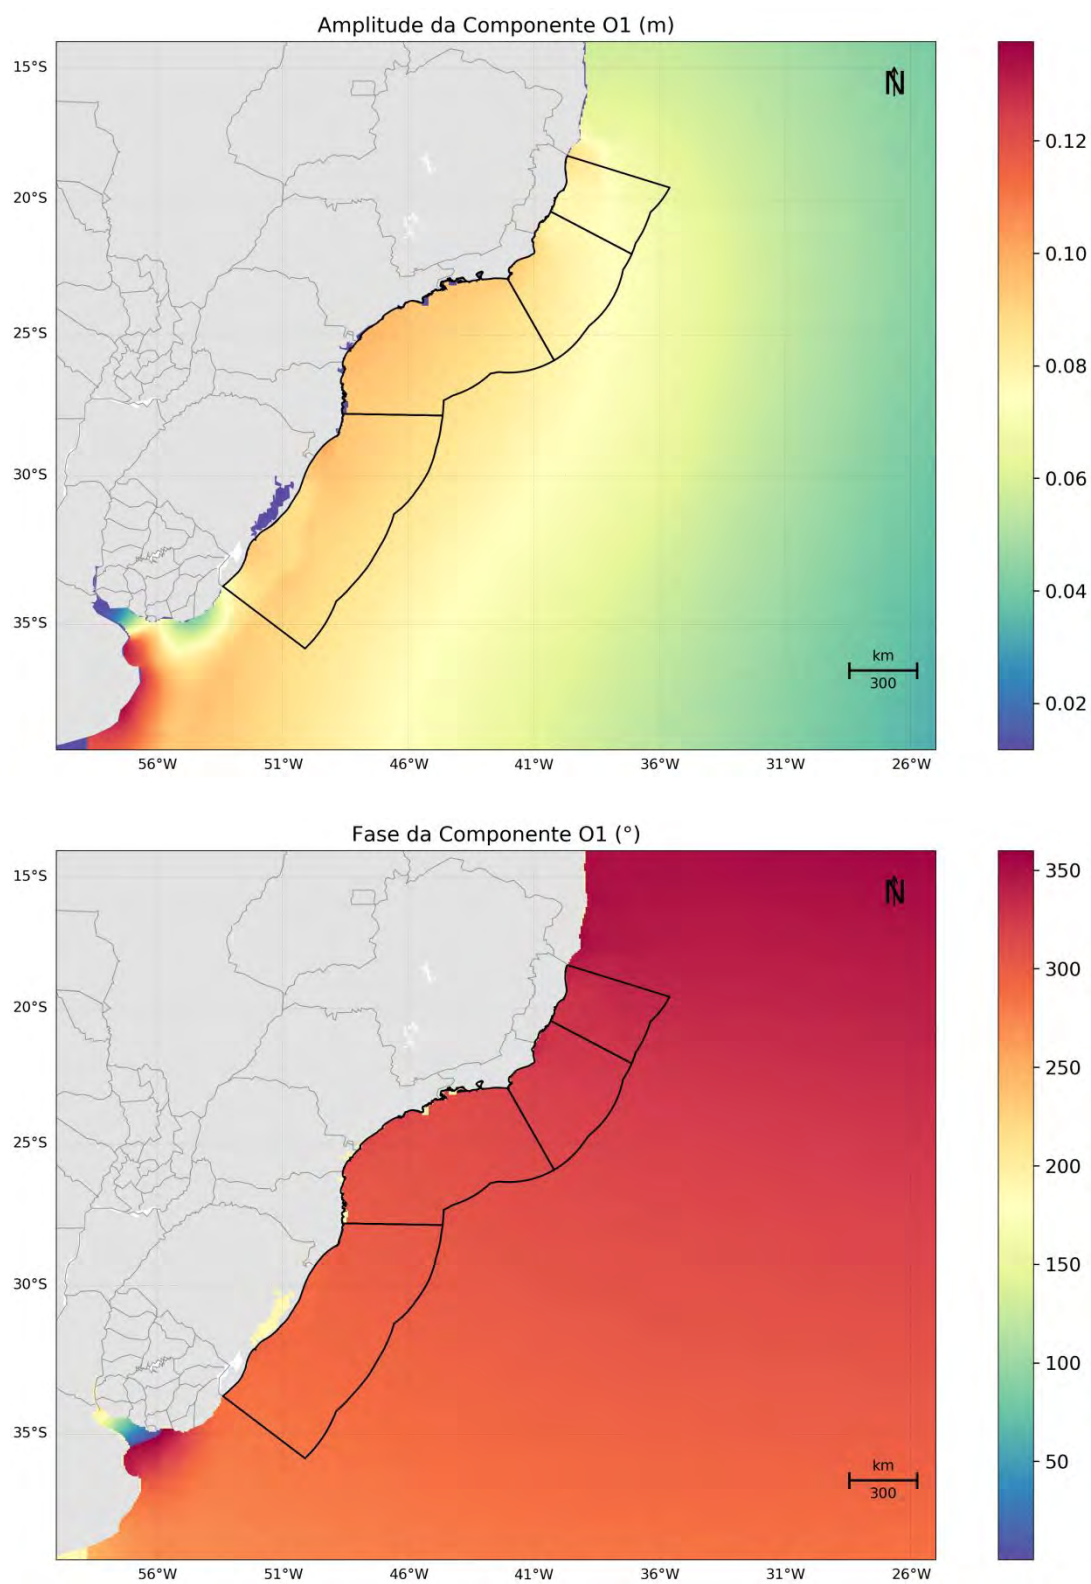 Amplitude da Componente O1 (m)
15°S
20°S
25°S
30°S
35°S
N
km
300
56°W 51°W 46°W 41°W 36°W 31°W 26°W
0.12
0.10
0.08
0.06
0.04
0.02
Fase da Componente O1 (°)
15°S
20°S
25°S
30°S
35°S
N
km
300
56°W 51°W 46°W 41°W 36°W 31°W 26°W
350
300
250
200
150
100
50